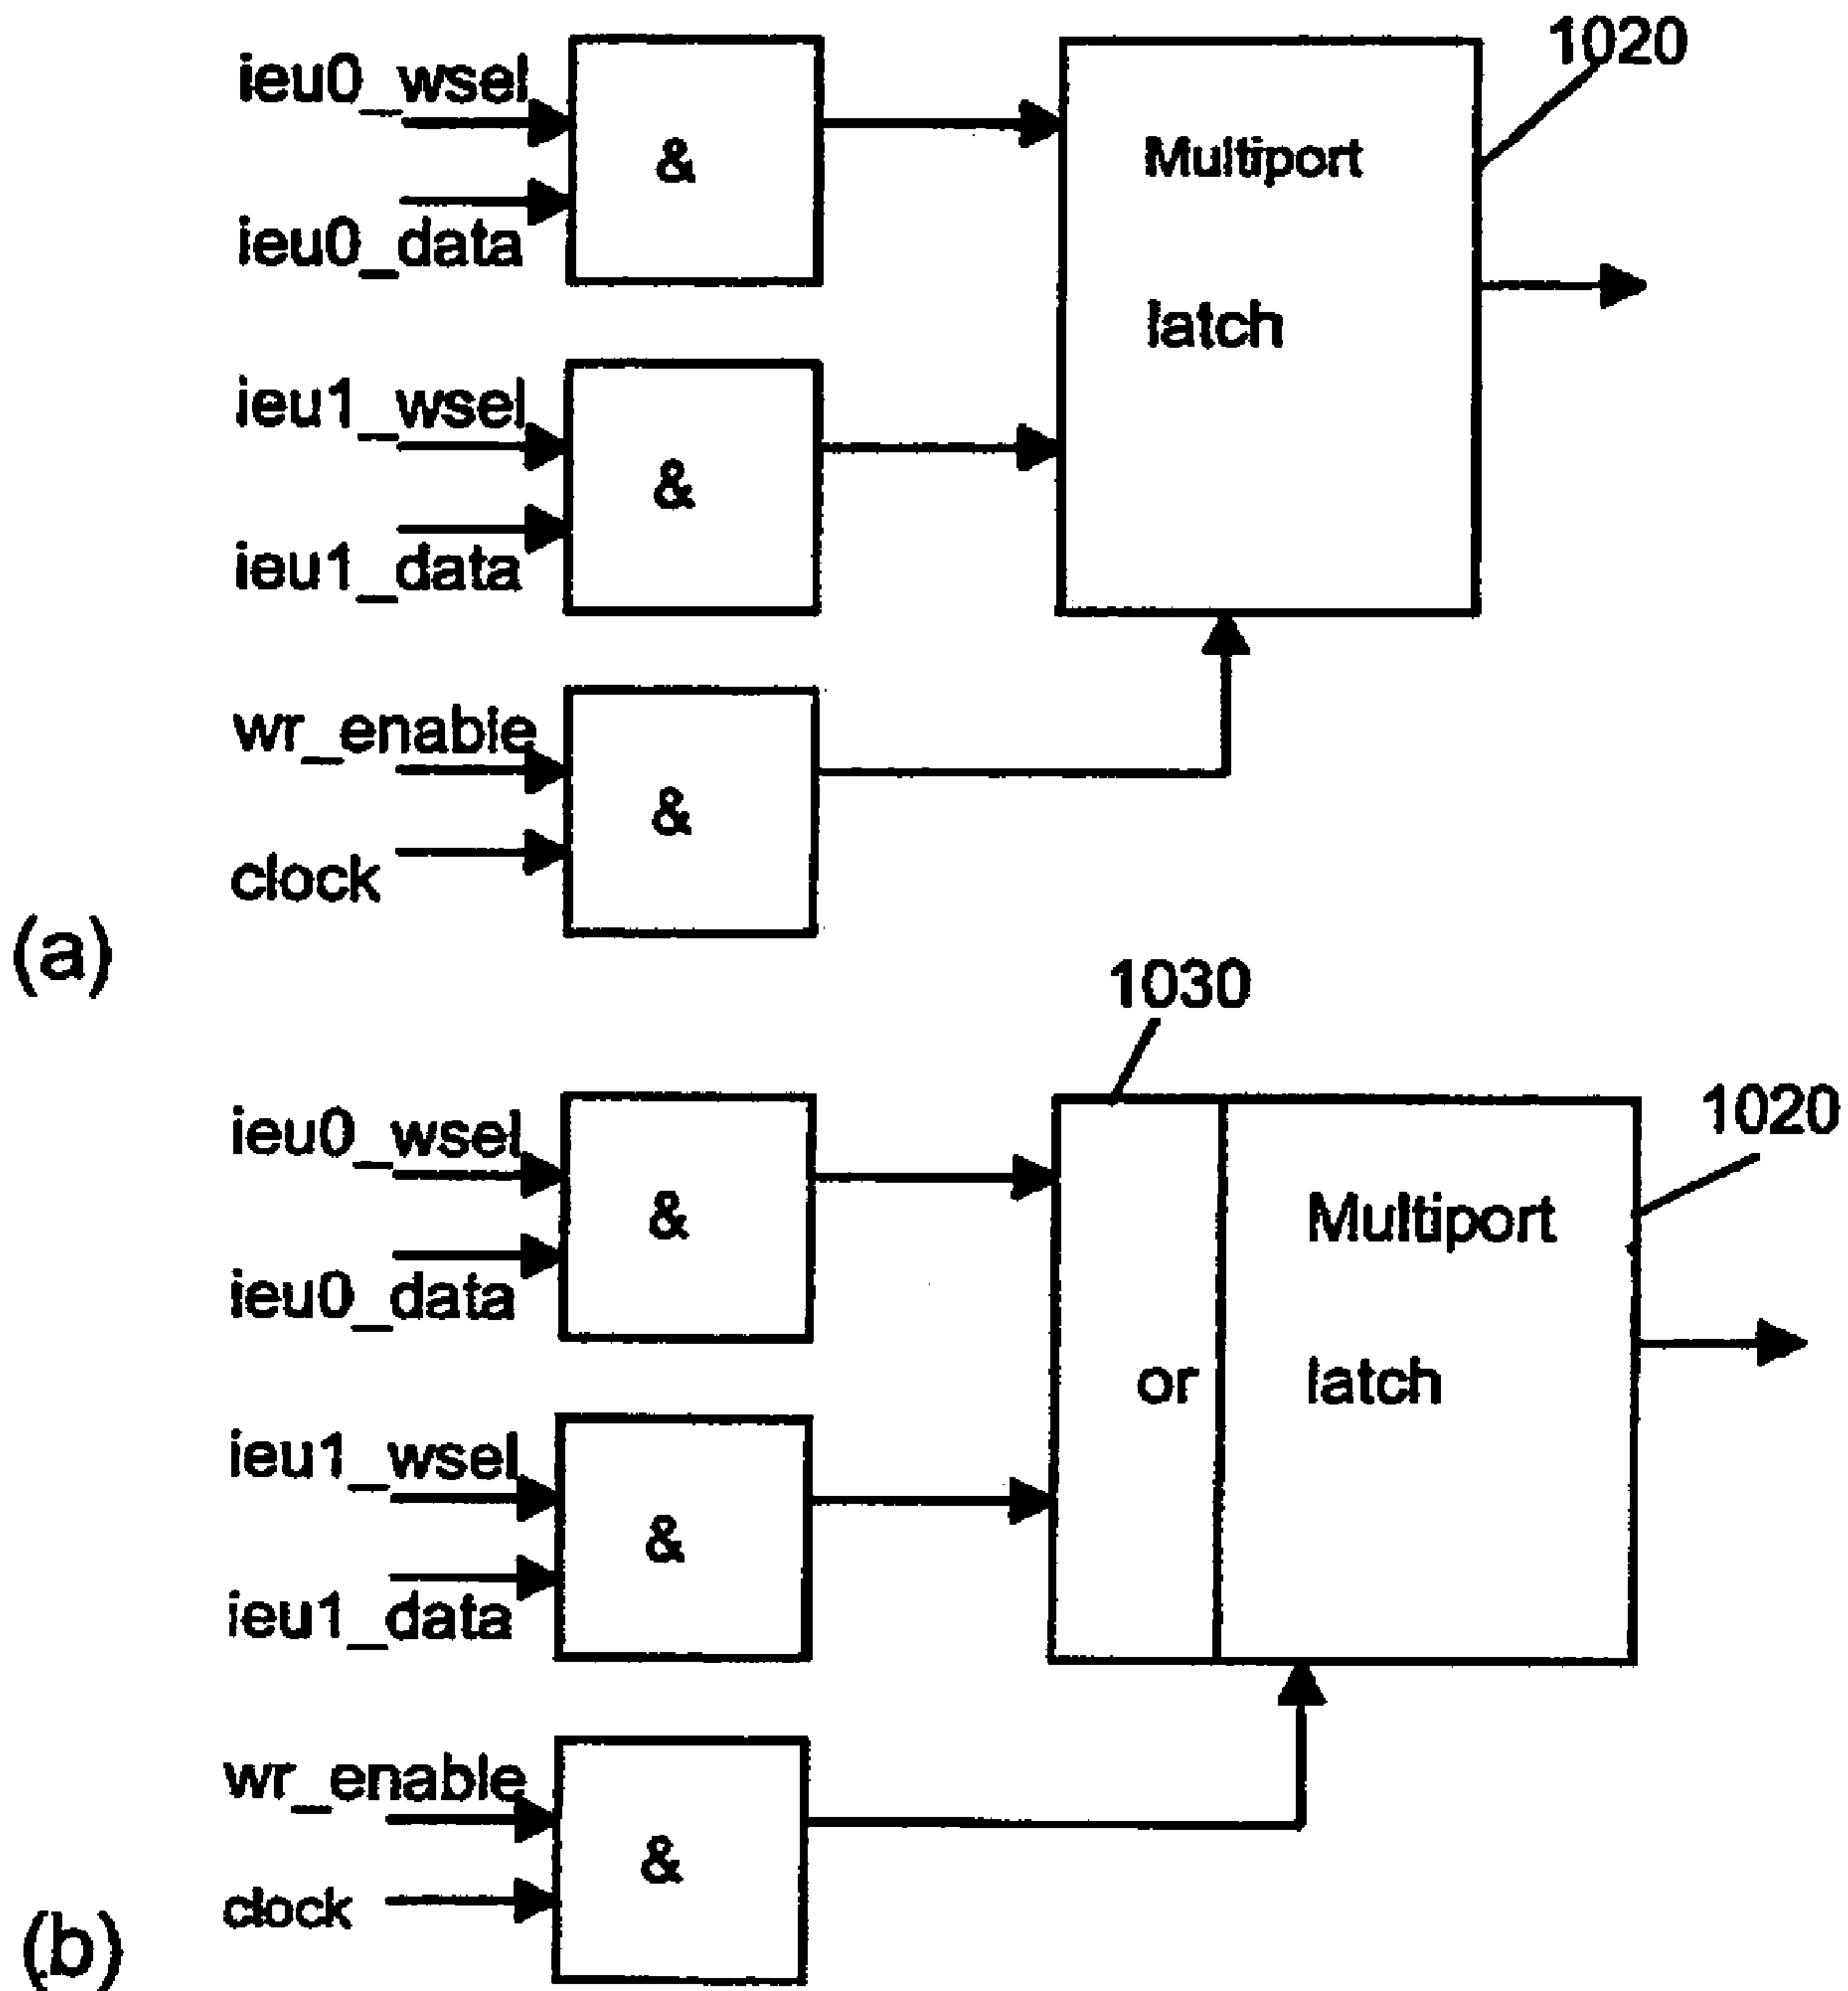 1020
ieu0_wsel
&
Multiport
ieu0_data
latch
ieu1_wsel
&
ieu1_data
wr_enable
&
clock
(a)
1030
1020
ieu0_wsel
&
Multiport
ieu0_data
or
latch
ieu1_wsel
&
ieu1_data
wr_enable
&
clock
(b)